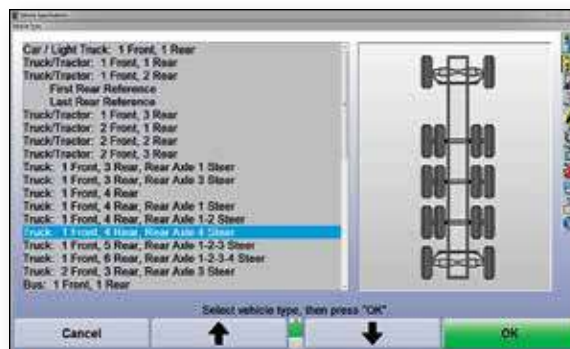 Vehicle Specifications
Vehicle Type
Car / Light Truck: 1 Front, 1 Rear
Truck/Tractor: 1 Front, 1 Rear
Truck/Tractor: 1 Front, 2 Rear
First Rear Reference
Last Rear Reference
Truck/Tractor: 1 Front, 3 Rear
Truck/Tractor: 2 Front, 1 Rear
Truck/Tractor: 2 Front, 2 Rear
Truck/Tractor: 2 Front, 3 Rear
Truck: 1 Front, 3 Rear, Rear Axle 1 Steer
Truck: 1 Front, 3 Rear, Rear Axle 3 Steer
Truck: 1 Front, 4 Rear
Truck: 1 Front, 4 Rear, Rear Axle 1 Steer
Truck: 1 Front, 4 Rear, Rear Axle 1-2 Steer
Truck: 1 Front, 4 Rear, Rear Axle 4 Steer
Truck: 1 Front, 5 Rear, Rear Axle 1-2-3 Steer
Truck: 1 Front, 6 Rear, Rear Axle 1-2-3-4 Steer
Truck: 2 Front, 3 Rear, Rear Axle 3 Steer
Bus: 1 Front, 1 Rear
Select vehicle type, then press "OK"
Cancel
OK